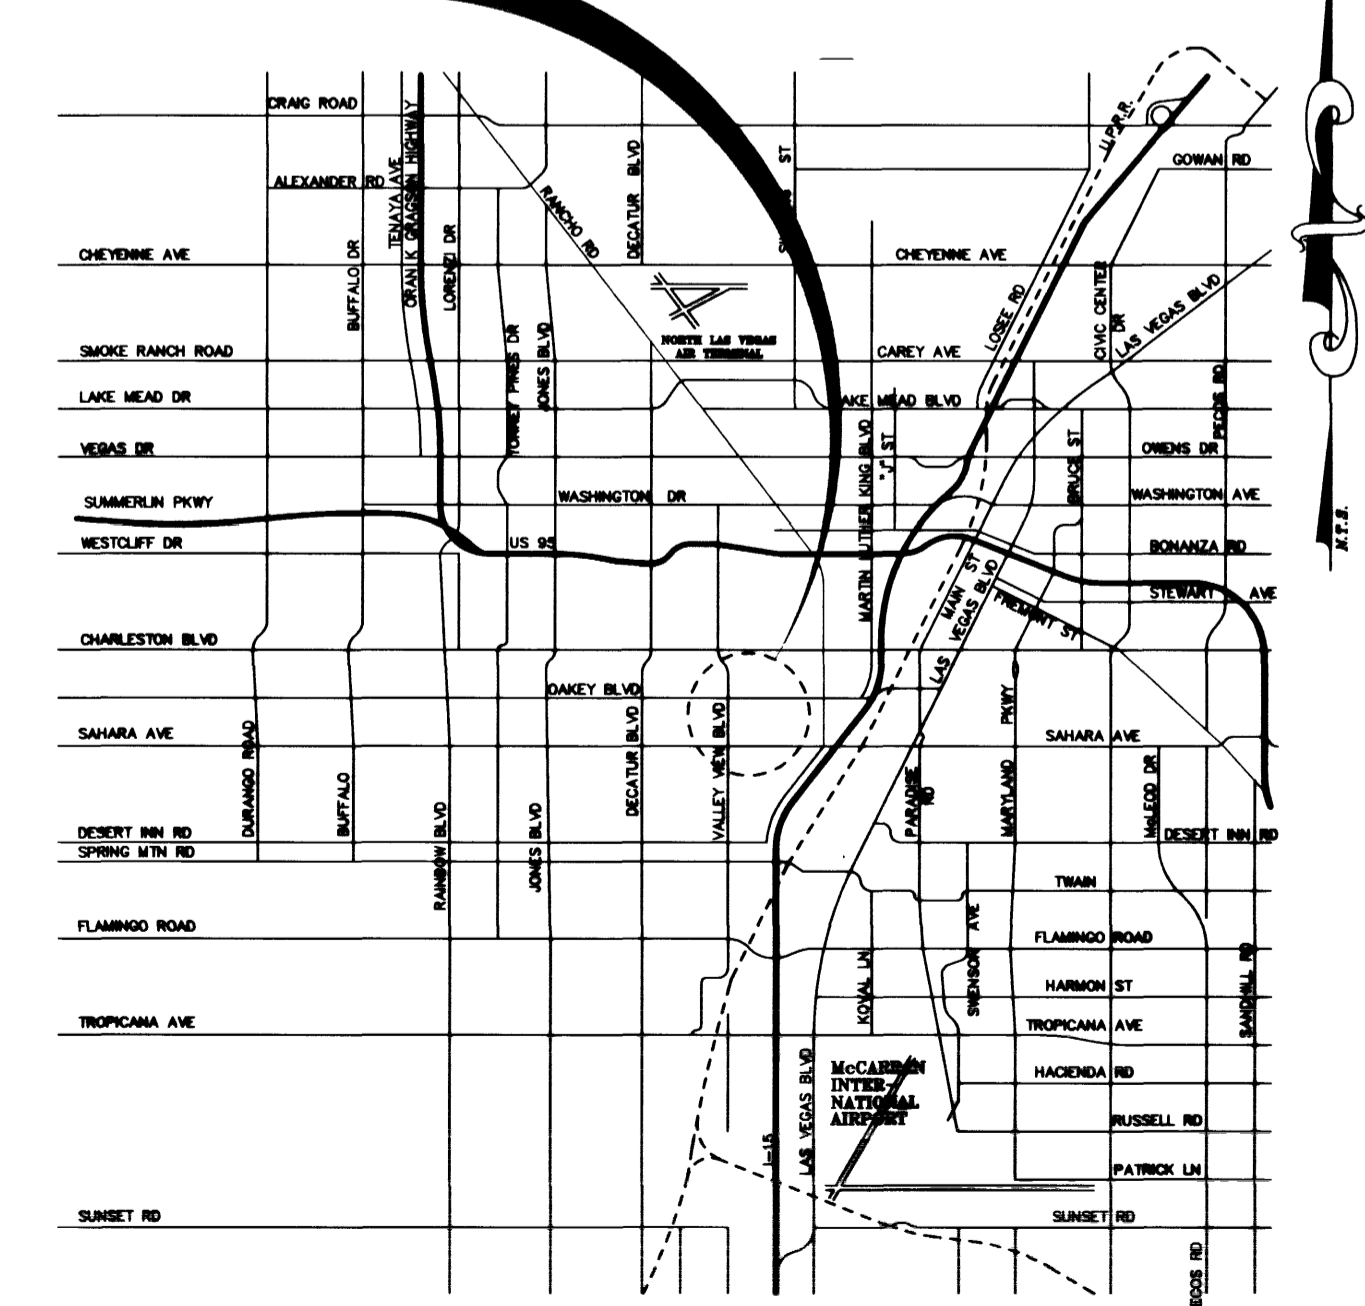 CRAIG ROAD
U.P.R.R.
GOWAN RD
ALEXANDER RD
TENAYA AVE
ORAN K GRAGSON HIGHWAY
DECATUR BLVD
ST
RANCHO RD
CHEYENNE AVE
BUFFALO DR
LORENZI DR
CHEYENNE AVE
LOSEE RD
CIVIC CENTER DR
LAS VEGAS BLVD
NORTH LAS VEGAS
AIR TERMINAL
SMOKE RANCH ROAD
JONES BLVD
CAREY AVE
LAKE MEAD DR
MEAD BLVD
PECOS RD
VEGAS DR
MARTIN LUTHER KING BLVD
"J" ST
BRUCE ST
OWENS DR
SUMMERLIN PKWY
WASHINGTON DR
WASHINGTON AVE
WESTCLIFF DR
US 95
BONANZA RD
N.T.S.
MAIN ST
LAS VEGAS BLVD
FREMONT ST
AVE
CHARLESTON BLVD
OAKEY BLVD
SAHARA AVE
DURANGO ROAD
BUFFALO
RAINBOW BLVD
JONES BLVD
DECATUR BLVD
VALLEY VIEW BLVD
PARADISE RD
MARYLAND PKWY
SAHARA AVE
McLEOD DR
DESERT INN RD
DESERT INN RD
SPRING MTN RD
TWAIN
FLAMINGO ROAD
FLAMINGO ROAD
KOVAL LN
SWENSON AVE
HARMON ST
SANDHILL RD
TROPICANA AVE
TROPICANA AVE
McCARRAN
INTER-
NATIONAL
AIRPORT
HACIENDA RD
RUSSELL RD
I-15
LAS VEGAS BLVD
PATRICK LN
SUNSET RD
SUNSET RD
ECOS RD